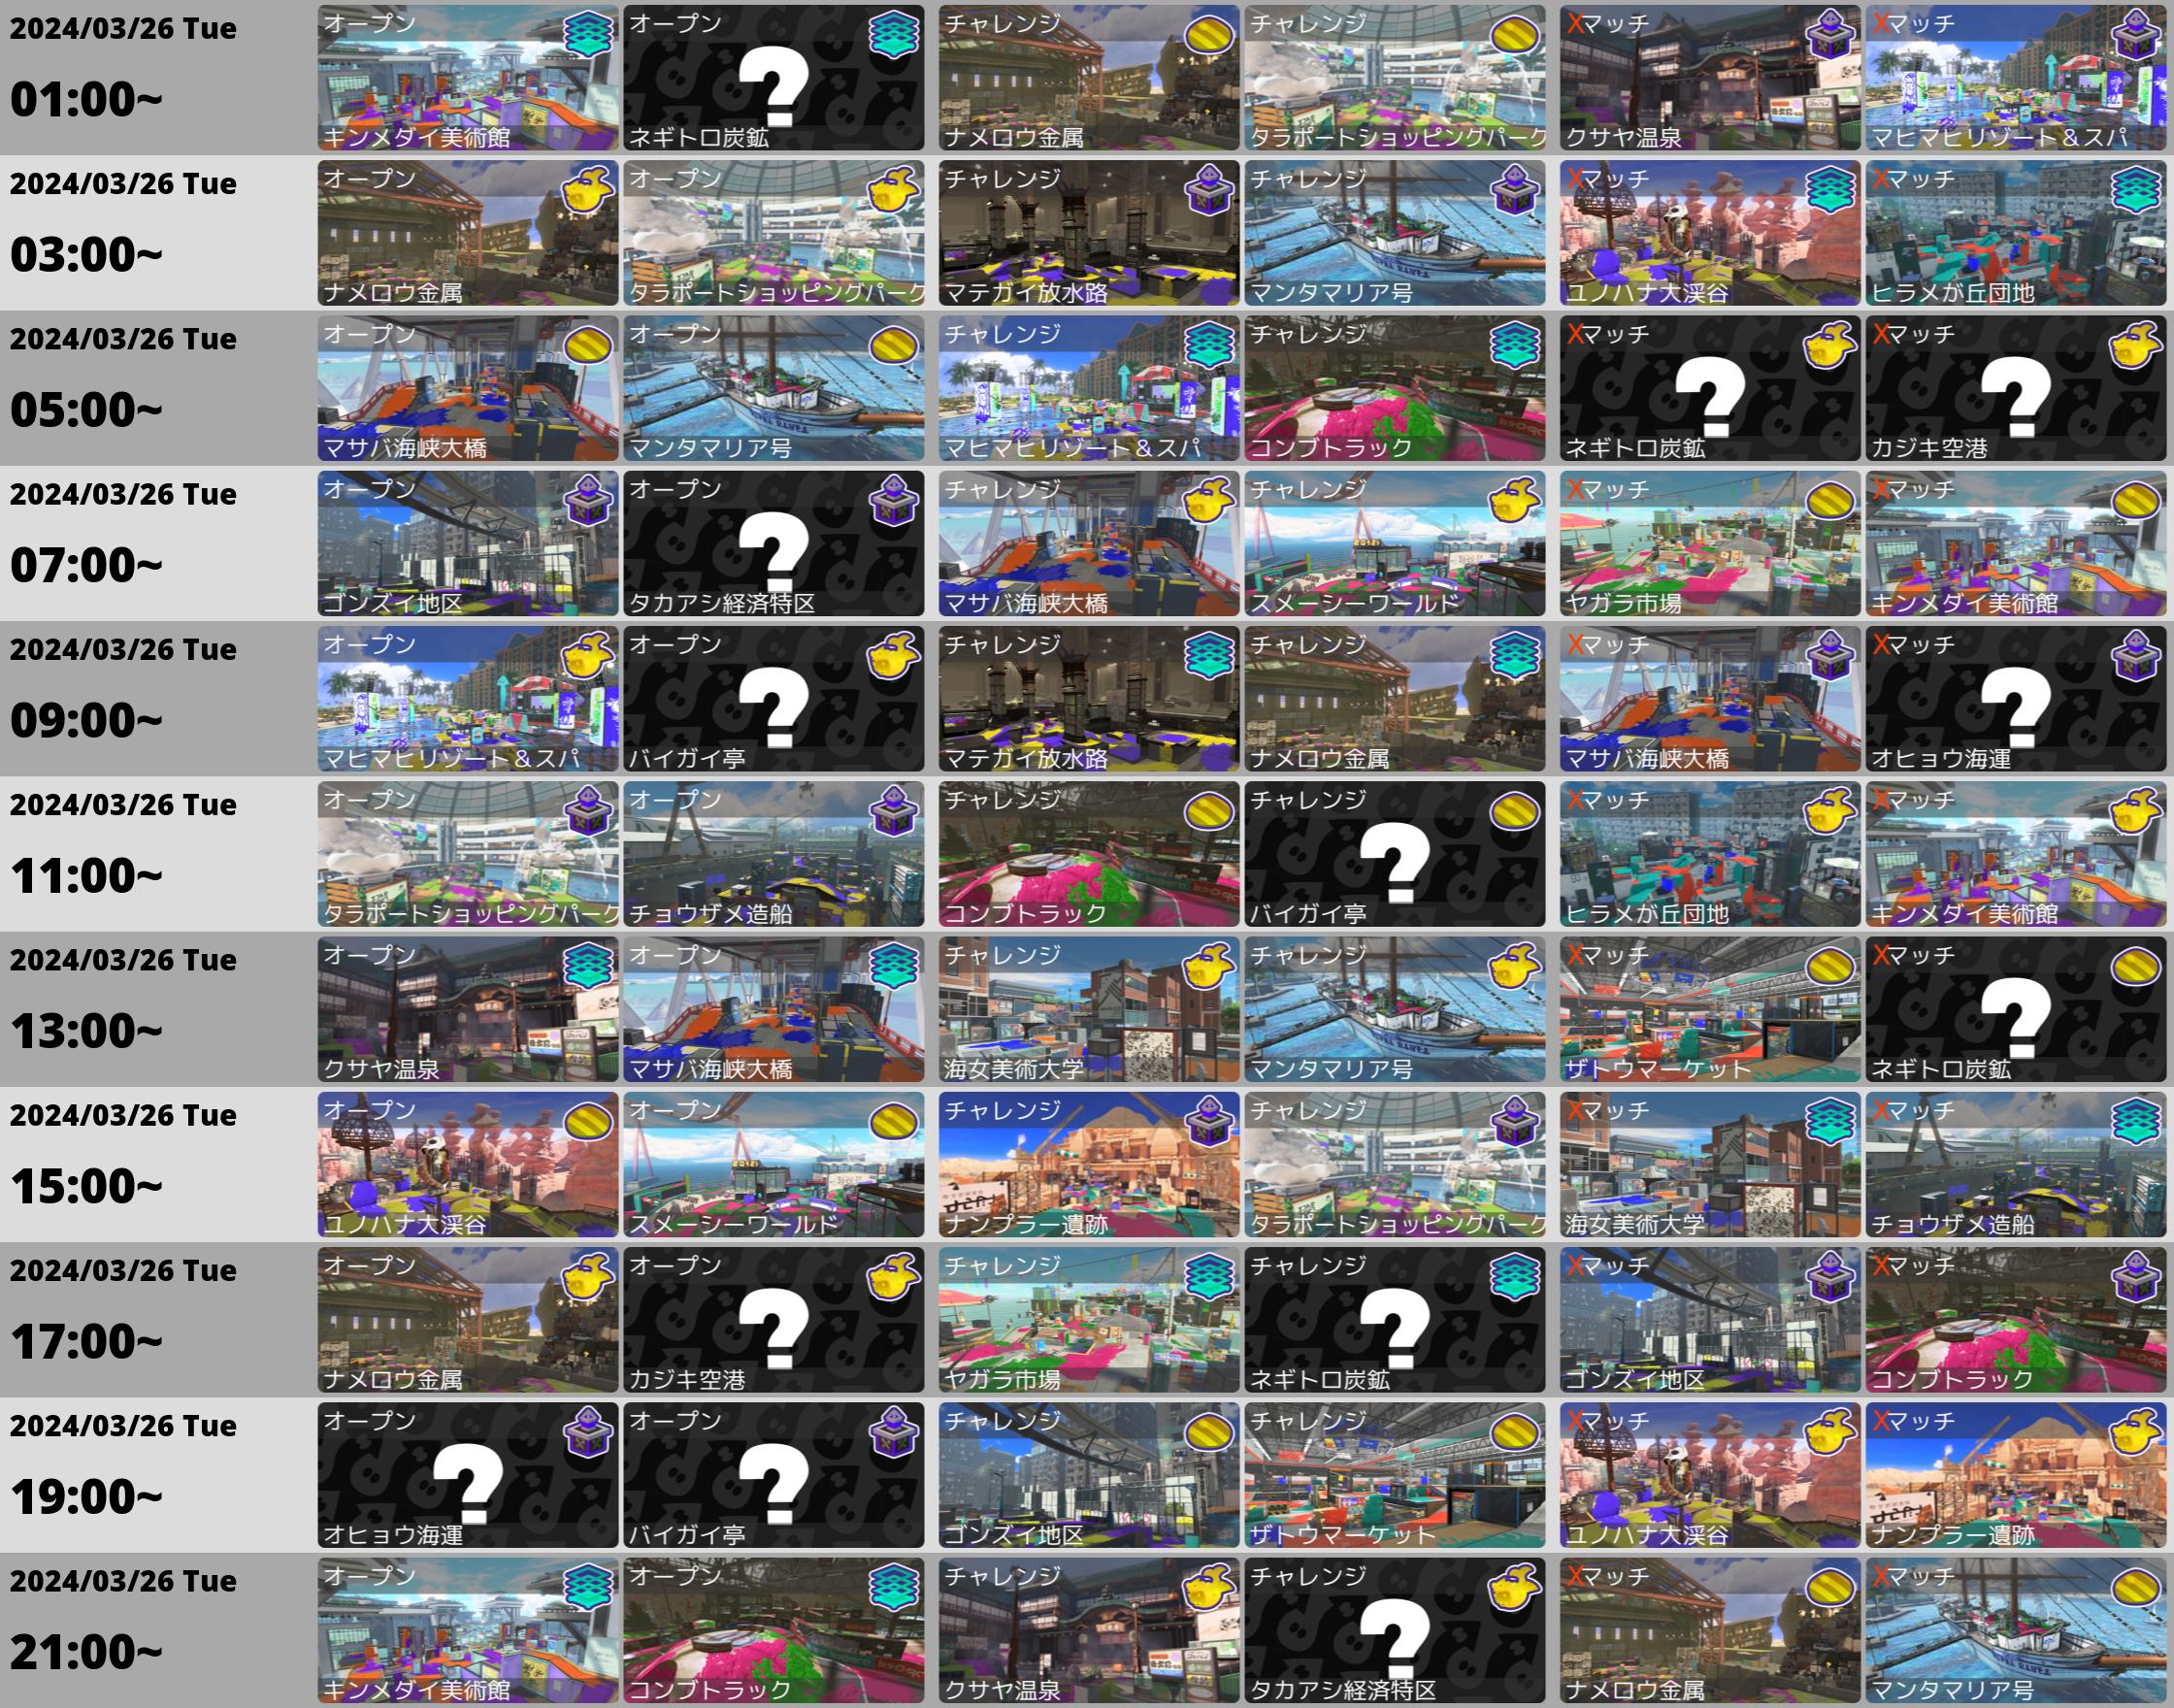 2024/03/26 Tue
01:00~
オープン
キンメダイ美術館
オープン
ネギトロ炭鉱
チャレンジ
ナメロウ金属
チャレンジ
タラポートショッピングパーク
Xマッチ
クサヤ温泉
Xマッチ
マヒマヒリゾート&スパ
2024/03/26 Tue
03:00~
オープン
ナメロウ金属
オープン
タラポートショッピングパーク
チャレンジ
マテガイ放水路
チャレンジ
マンタマリア号
Xマッチ
ユノハナ大渓谷
Xマッチ
ヒラメが丘団地
2024/03/26 Tue
05:00~
オープン
マサバ海峡大橋
オープン
マンタマリア号
チャレンジ
マヒマヒリゾート&スパ
チャレンジ
コンブトラック
Xマッチ
ネギトロ炭鉱
Xマッチ
カジキ空港
2024/03/26 Tue
07:00~
オープン
ゴンズイ地区
オープン
タカアシ経済特区
チャレンジ
マサバ海峡大橋
チャレンジ
スメーシーワールド
Xマッチ
ヤガラ市場
Xマッチ
キンメダイ美術館
2024/03/26 Tue
09:00~
オープン
マヒマヒリゾート&スパ
オープン
バイガイ亭
チャレンジ
マテガイ放水路
チャレンジ
ナメロウ金属
Xマッチ
マサバ海峡大橋
Xマッチ
オヒョウ海運
2024/03/26 Tue
11:00~
オープン
タラポートショッピングパーク
オープン
チョウザメ造船
チャレンジ
コンブトラック
チャレンジ
バイガイ亭
Xマッチ
ヒラメが丘団地
Xマッチ
キンメダイ美術館
2024/03/26 Tue
13:00~
オープン
クサヤ温泉
オープン
マサバ海峡大橋
チャレンジ
海女美術大学
チャレンジ
マンタマリア号
Xマッチ
ザトウマーケット
Xマッチ
ネギトロ炭鉱
2024/03/26 Tue
15:00~
オープン
ユノハナ大渓谷
オープン
スメーシーワールド
チャレンジ
ナンプラー遺跡
チャレンジ
タラポートショッピングパーク
Xマッチ
海女美術大学
Xマッチ
チョウザメ造船
2024/03/26 Tue
17:00~
オープン
ナメロウ金属
オープン
カジキ空港
チャレンジ
ヤガラ市場
チャレンジ
ネギトロ炭鉱
Xマッチ
ゴンズイ地区
Xマッチ
コンブトラック
2024/03/26 Tue
19:00~
オープン
オヒョウ海運
オープン
バイガイ亭
チャレンジ
ゴンズイ地区
チャレンジ
ザトウマーケット
Xマッチ
ユノハナ大渓谷
Xマッチ
ナンプラー遺跡
2024/03/26 Tue
21:00~
オープン
キンメダイ美術館
オープン
コンブトラック
チャレンジ
クサヤ温泉
チャレンジ
タカアシ経済特区
Xマッチ
ナメロウ金属
Xマッチ
マンタマリア号